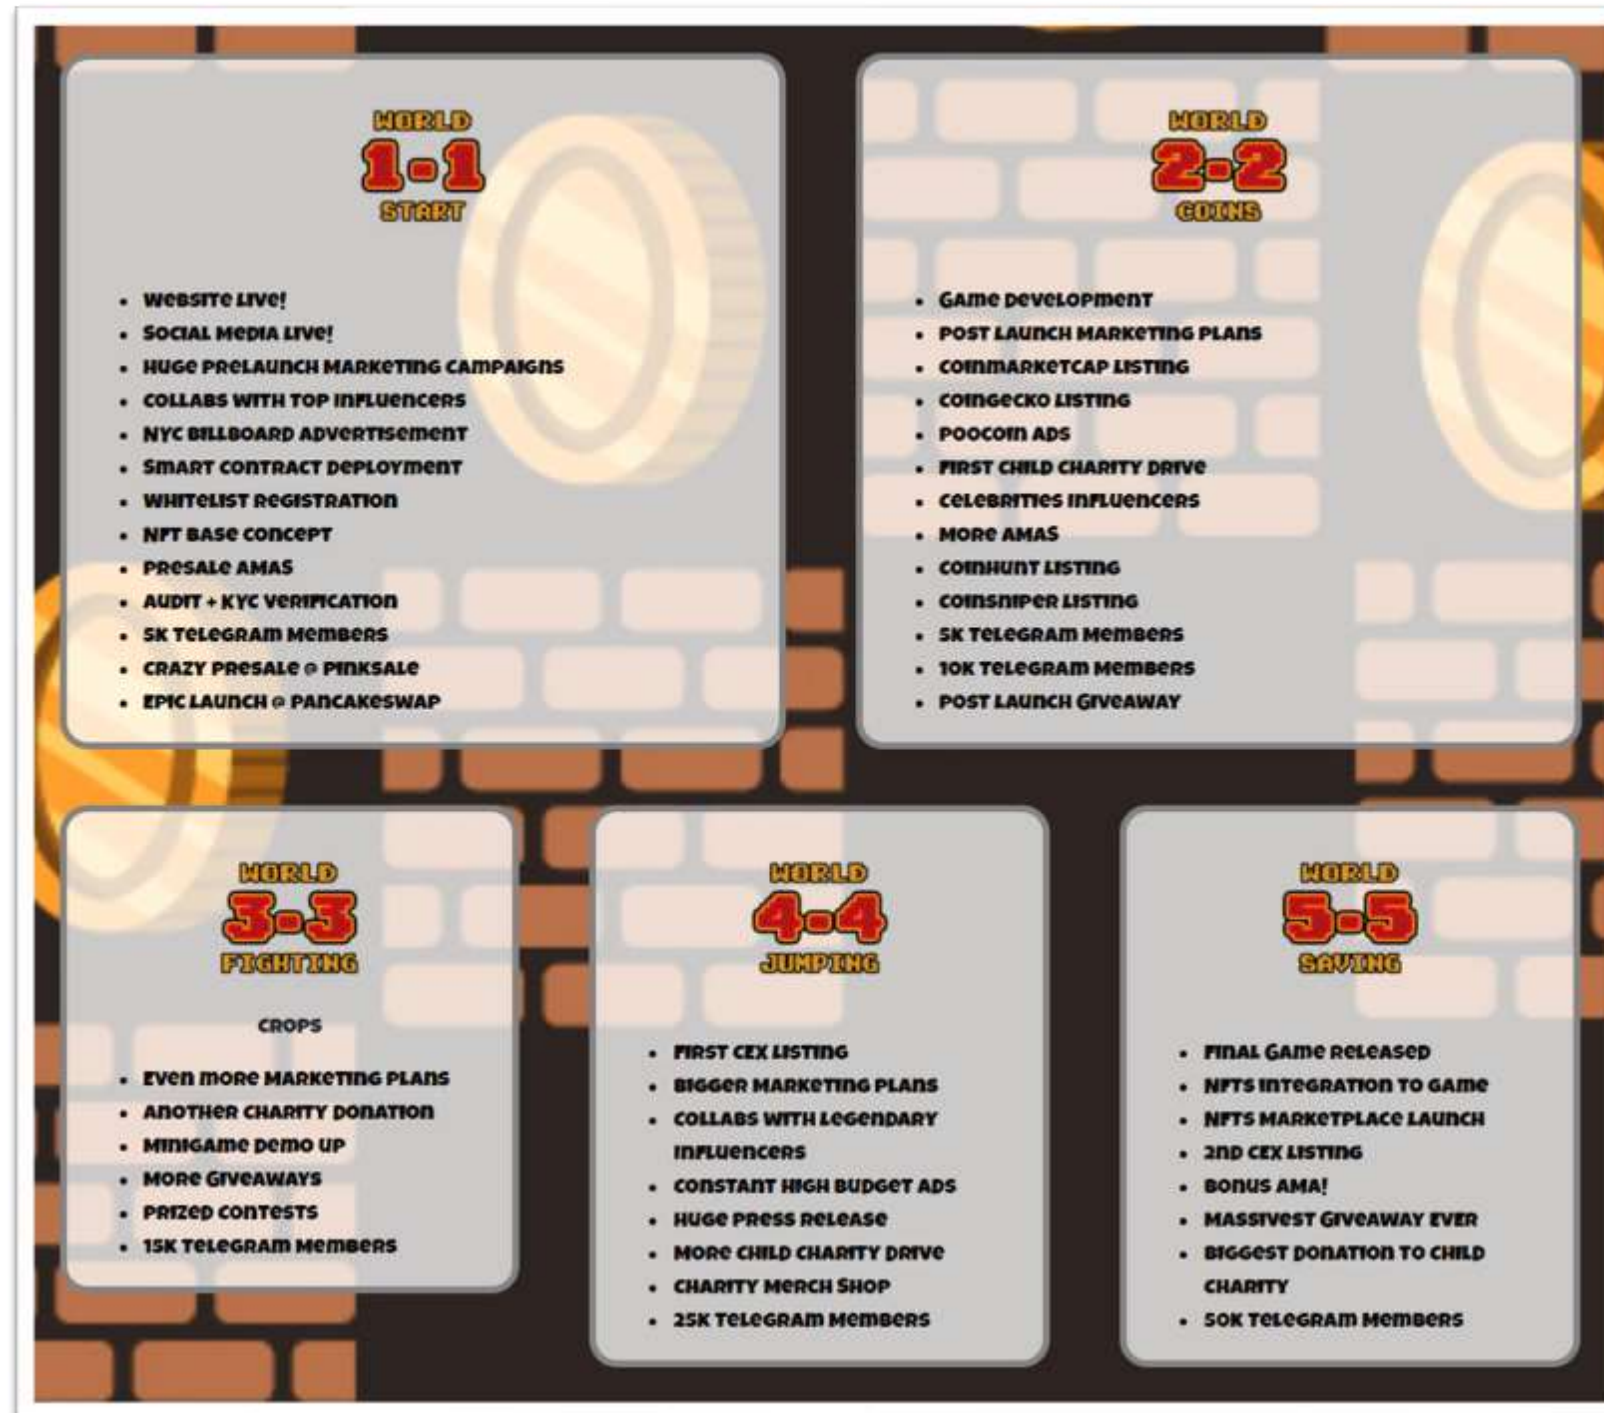 WORLD
1-1
START
WEBSITE LIVE!
SOCIAL MEDIA LIVE!
HUGE PRELAUNCH MARKETING CAMPAIGNS
COLLABS WITH TOP INFLUENCERS
NYC BILLBOARD ADVERTISEMENT
SMART CONTRACT DEPLOYMENT
WHITELIST REGISTRATION
NFT BASE CONCEPT
PRESALE AMAS
AUDIT + KYC VERIFICATION
5K TELEGRAM MEMBERS
CRAZY PRESALE @ PINKSALE
EPIC LAUNCH @ PANCAKESWAP
WORLD
2-2
COINS
GAME DEVELOPMENT
POST LAUNCH MARKETING PLANS
COINMARKETCAP LISTING
COINGECKO LISTING
POOCOIN ADS
FIRST CHILD CHARITY DRIVE
CELEBRITIES INFLUENCERS
MORE AMAS
COINHUNT LISTING
COINSNIPER LISTING
5K TELEGRAM MEMBERS
10K TELEGRAM MEMBERS
POST LAUNCH GIVEAWAY
WORLD
3-3
FIGHTING
CROPS
EVEN MORE MARKETING PLANS
ANOTHER CHARITY DONATION
MINIGAME DEMO UP
MORE GIVEAWAYS
PRIZED CONTESTS
15K TELEGRAM MEMBERS
WORLD
4-4
JUMPING
FIRST CEX LISTING
BIGGER MARKETING PLANS
COLLABS WITH LEGENDARY
INFLUENCERS
CONSTANT HIGH BUDGET ADS
HUGE PRESS RELEASE
MORE CHILD CHARITY DRIVE
CHARITY MERCH SHOP
25K TELEGRAM MEMBERS
WORLD
5-5
SAVING
FINAL GAME RELEASED
NFTS INTEGRATION TO GAME
NFTS MARKETPLACE LAUNCH
2ND CEX LISTING
BONUS AMA!
MASSIVEST GIVEAWAY EVER
BIGGEST DONATION TO CHILD
CHARITY
50K TELEGRAM MEMBERS